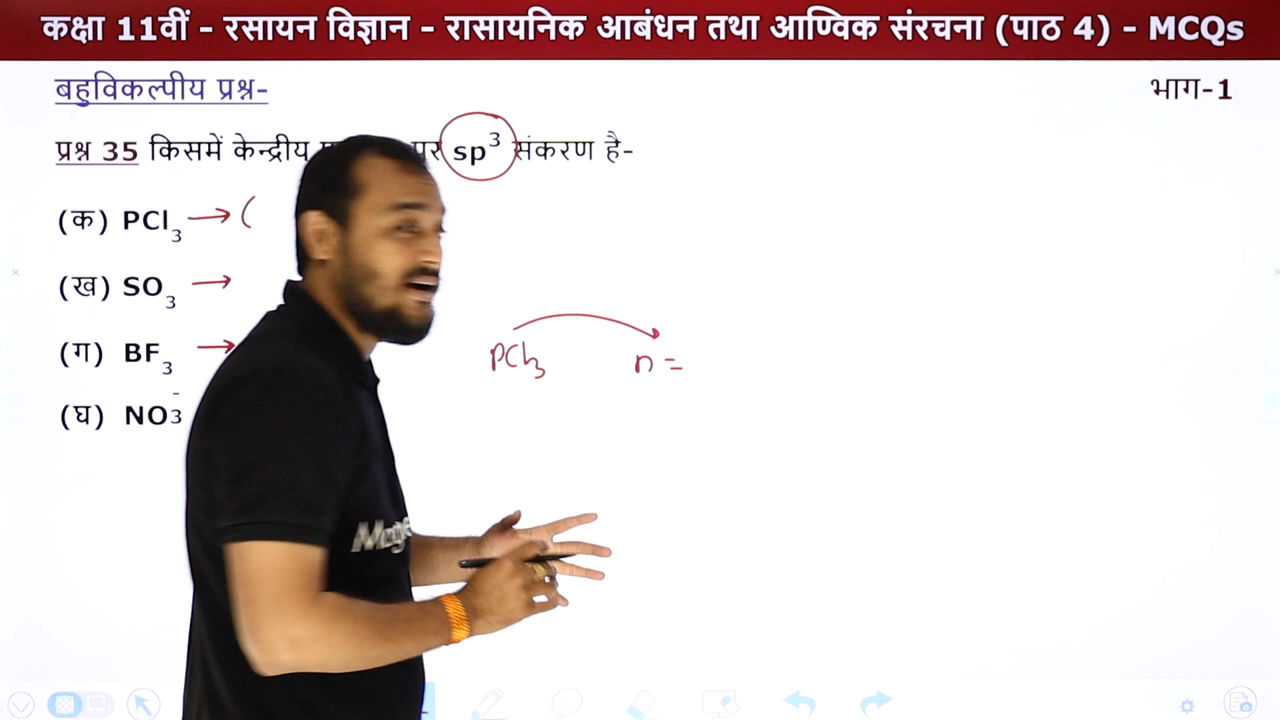 कक्षा 11वीं - रसायन विज्ञान - रासायनिक आबंधन तथा आण्विक संरचना (पाठ 4) - MCQs
बहुविकल्पीय प्रश्न-
भाग-1
प्रश्न 35 किसमें केन्द्रीय पर sp³ संकरण है-
(क) PCl₃ → (
(ख) SO₃ →
(ग) BF₃ →
(घ) NO₃⁻
PCl₃ n =